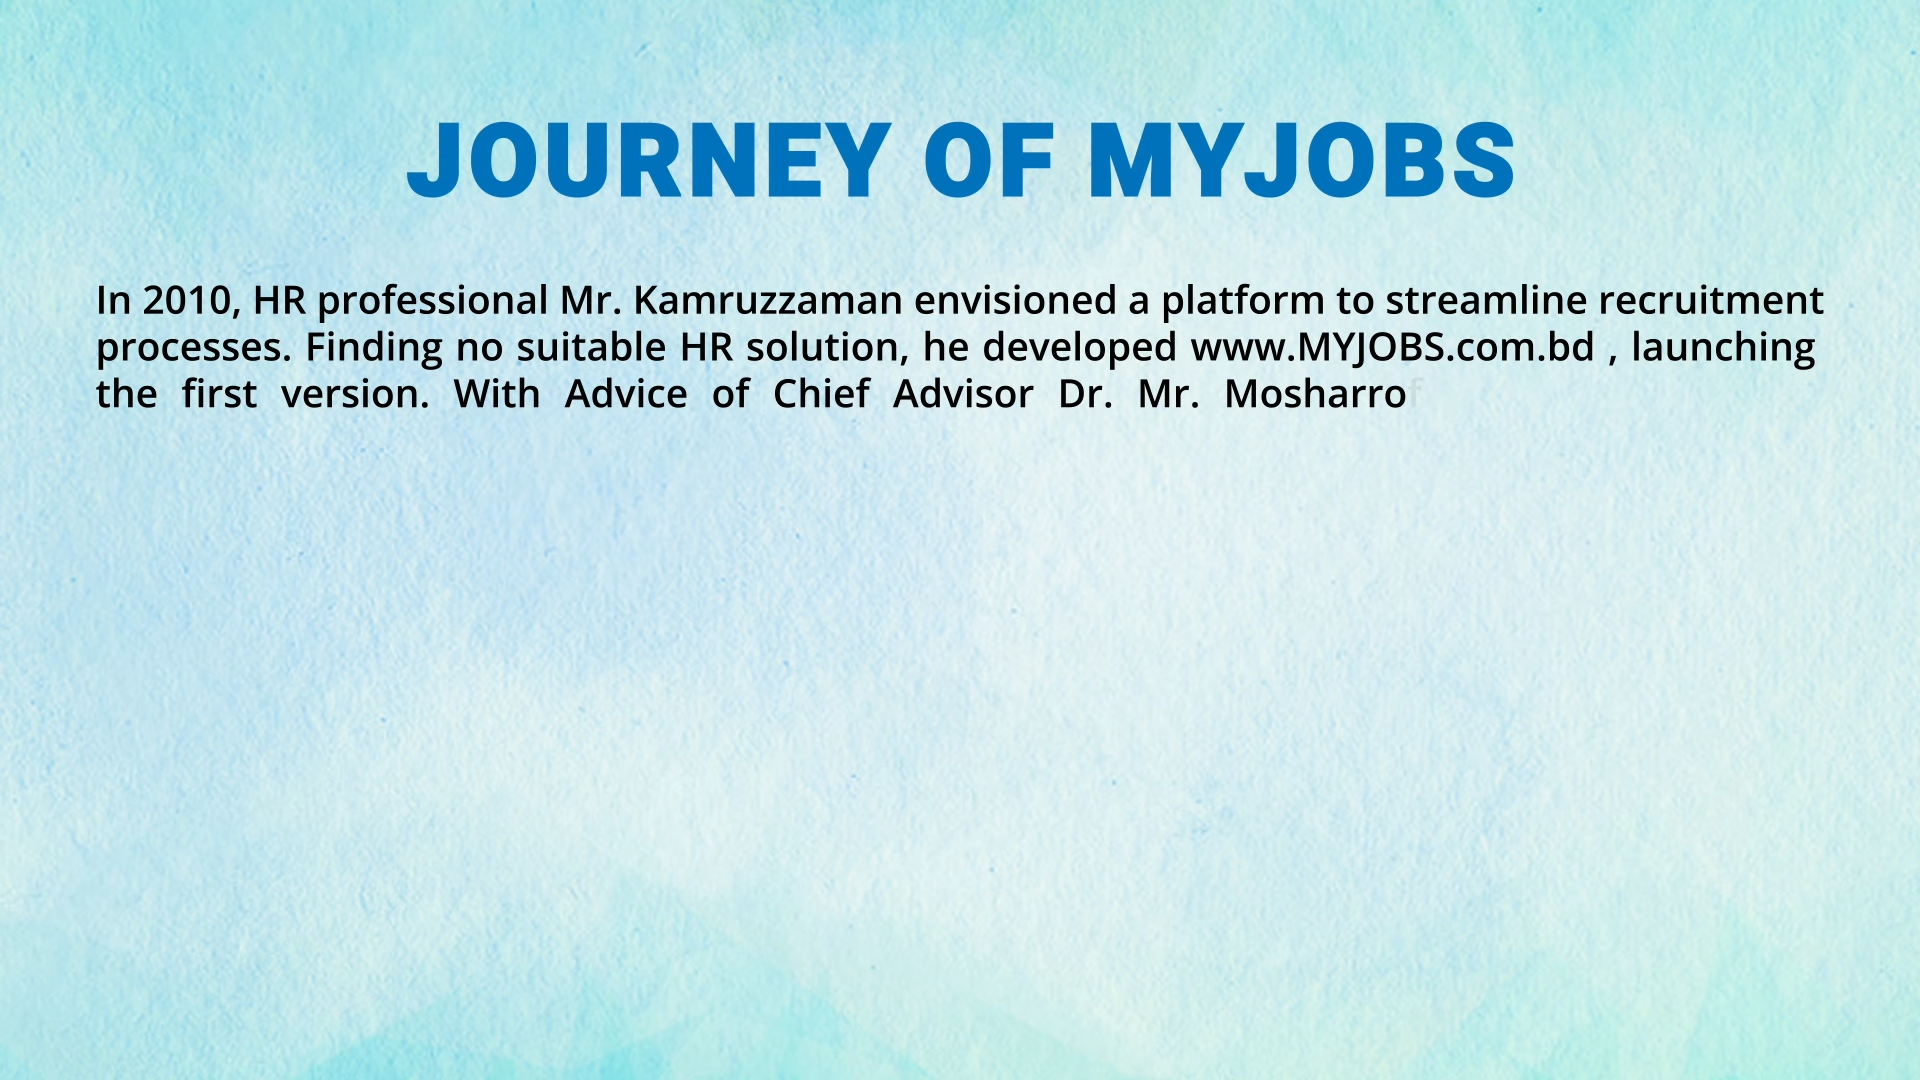 JOURNEY OF MYJOBS
In 2010, HR professional Mr. Kamruzzaman envisioned a platform to streamline recruitment
processes. Finding no suitable HR solution, he developed www.MYJOBS.com.bd , launching
the first version. With Advice of Chief Advisor Dr. Mr. Mosharrof